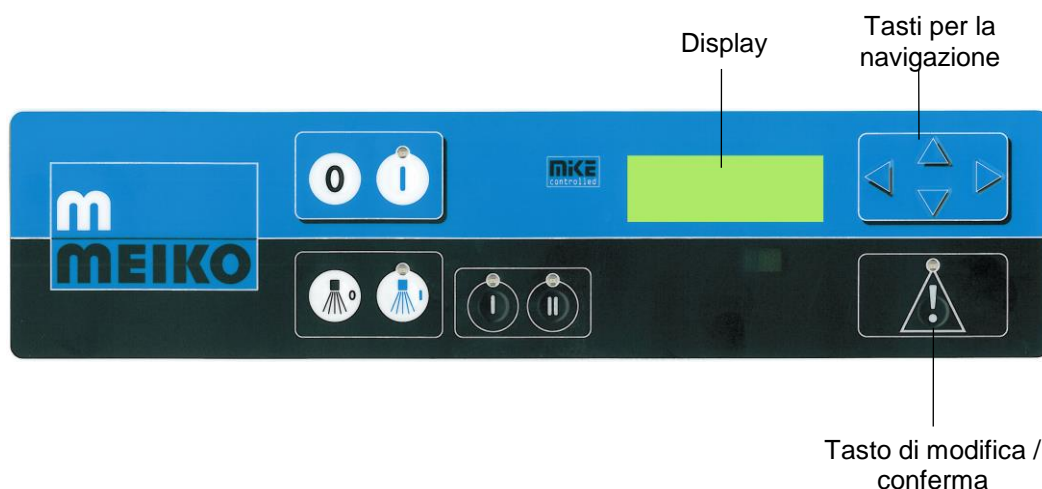 Display
Tasti per la
navigazione
0 I
MIKE
controlled
m
MEIKO
0 I
I II
!
Tasto di modifica /
conferma